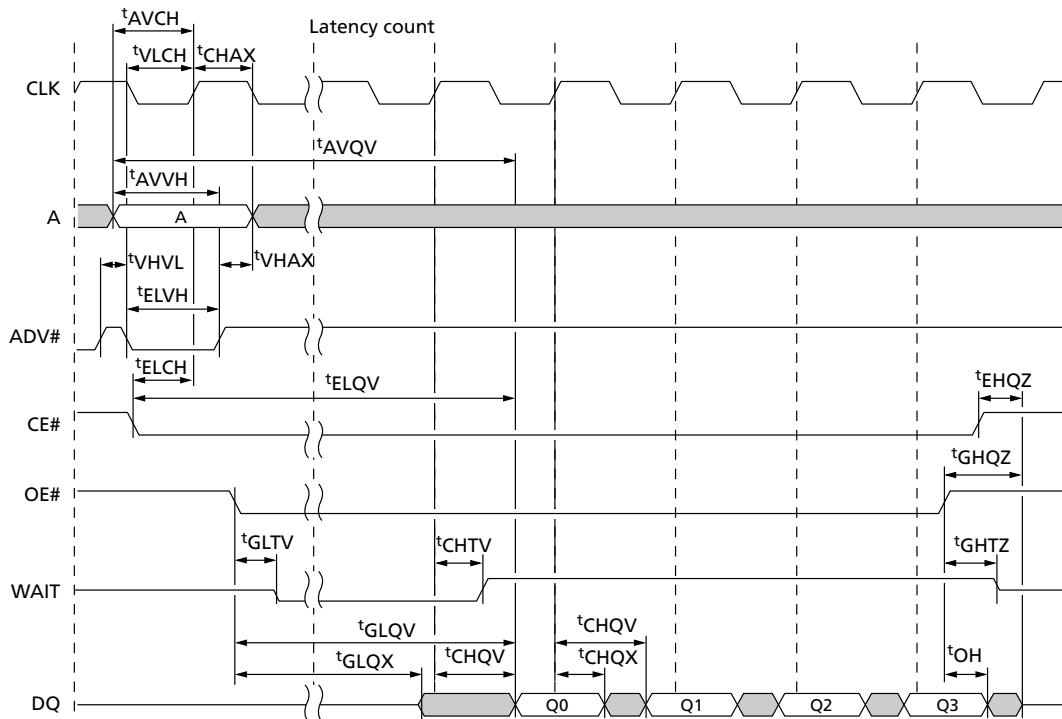 tAVCH
Latency count
tVLCH tCHAX
CLK
tAVQV
tAVVH
A A
tVHVL tVHAX
tELVH
ADV#
tELCH
tELQV
tEHQZ
CE#
tGHQZ
OE#
tGLTV tCHTV tGHTZ
WAIT
tGLQV tCHQV
tGLQX tCHQV tCHQX tOH
DQ Q0 Q1 Q2 Q3